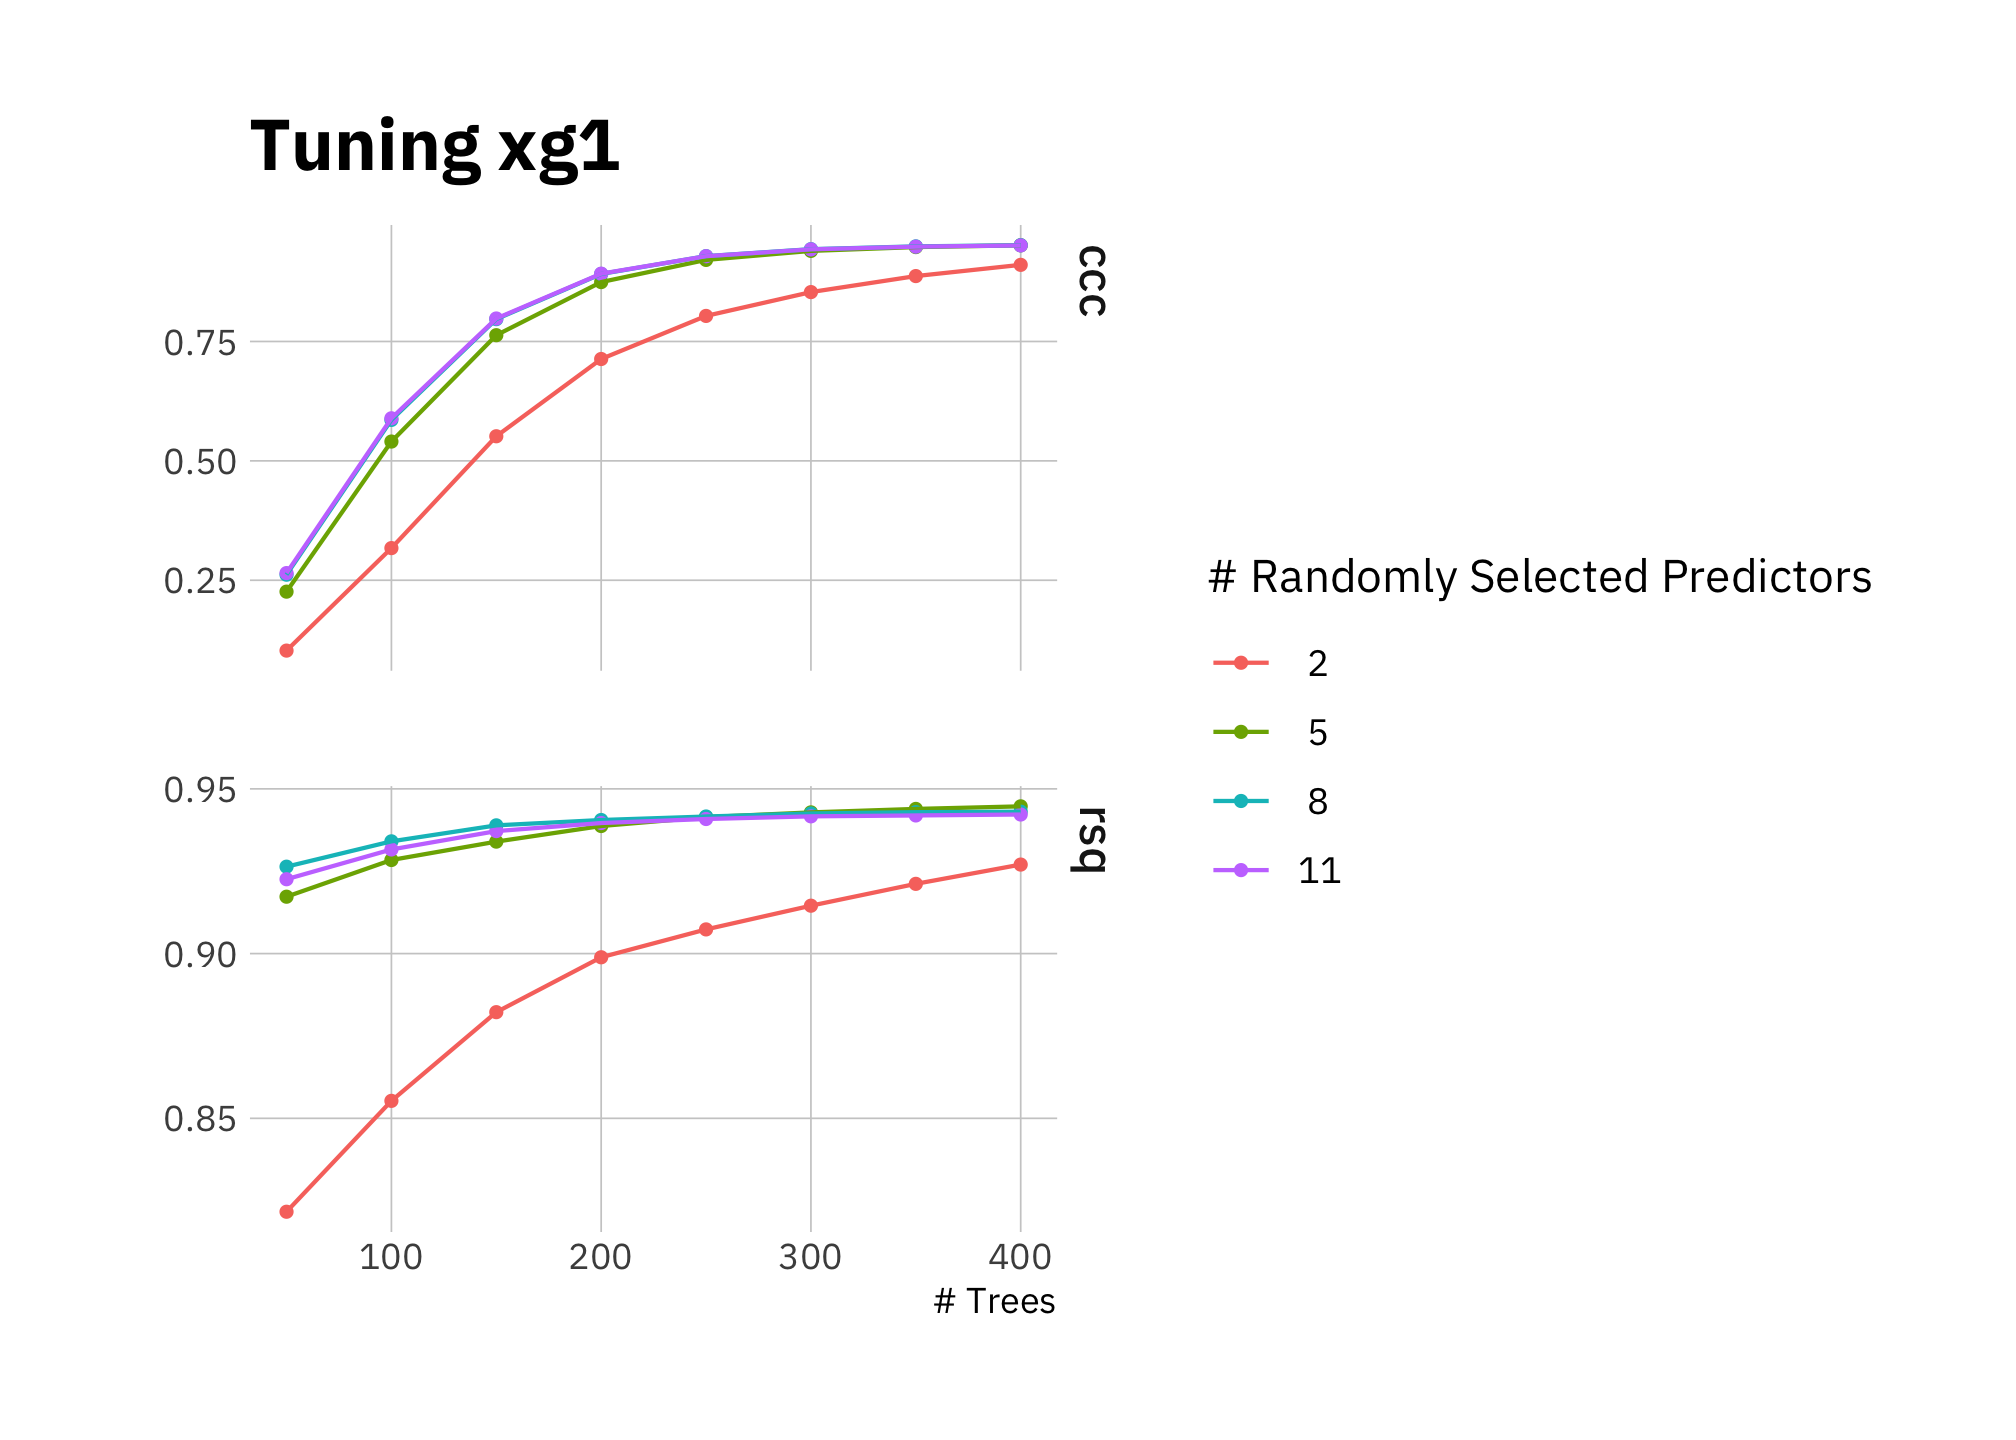 Tuning xg1
ccc
0.75
0.50
0.25
rsq
0.95
0.90
0.85
100 200 300 400
# Trees
# Randomly Selected Predictors
2
5
8
11